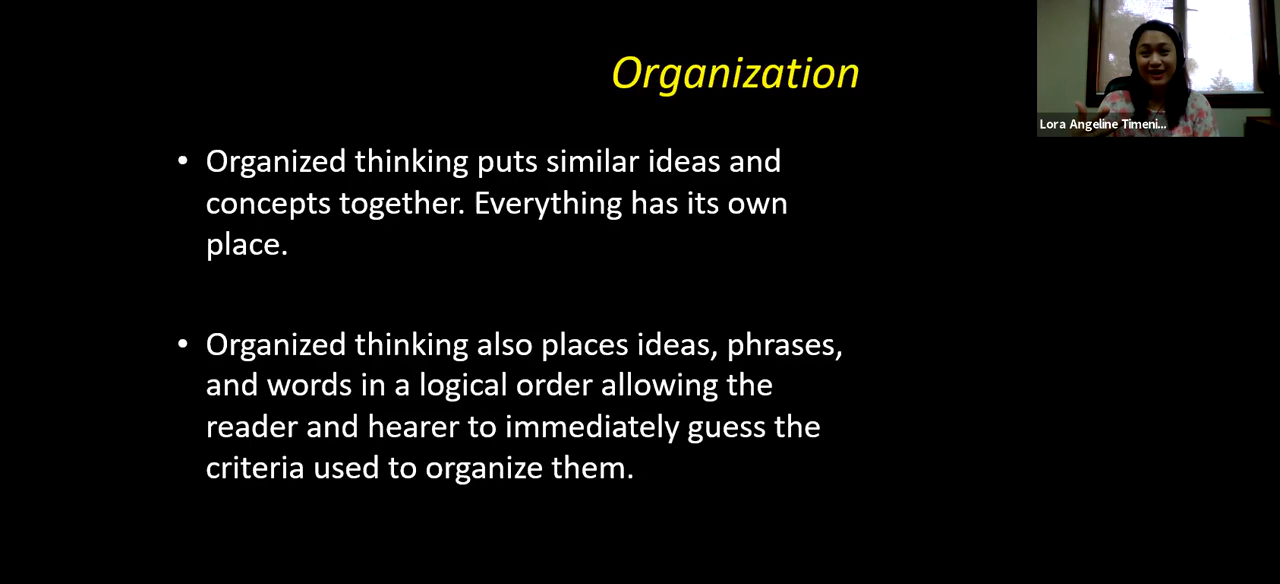 Organization
Lora Angeline Timeni...
• Organized thinking puts similar ideas and
concepts together. Everything has its own
place.
• Organized thinking also places ideas, phrases,
and words in a logical order allowing the
reader and hearer to immediately guess the
criteria used to organize them.